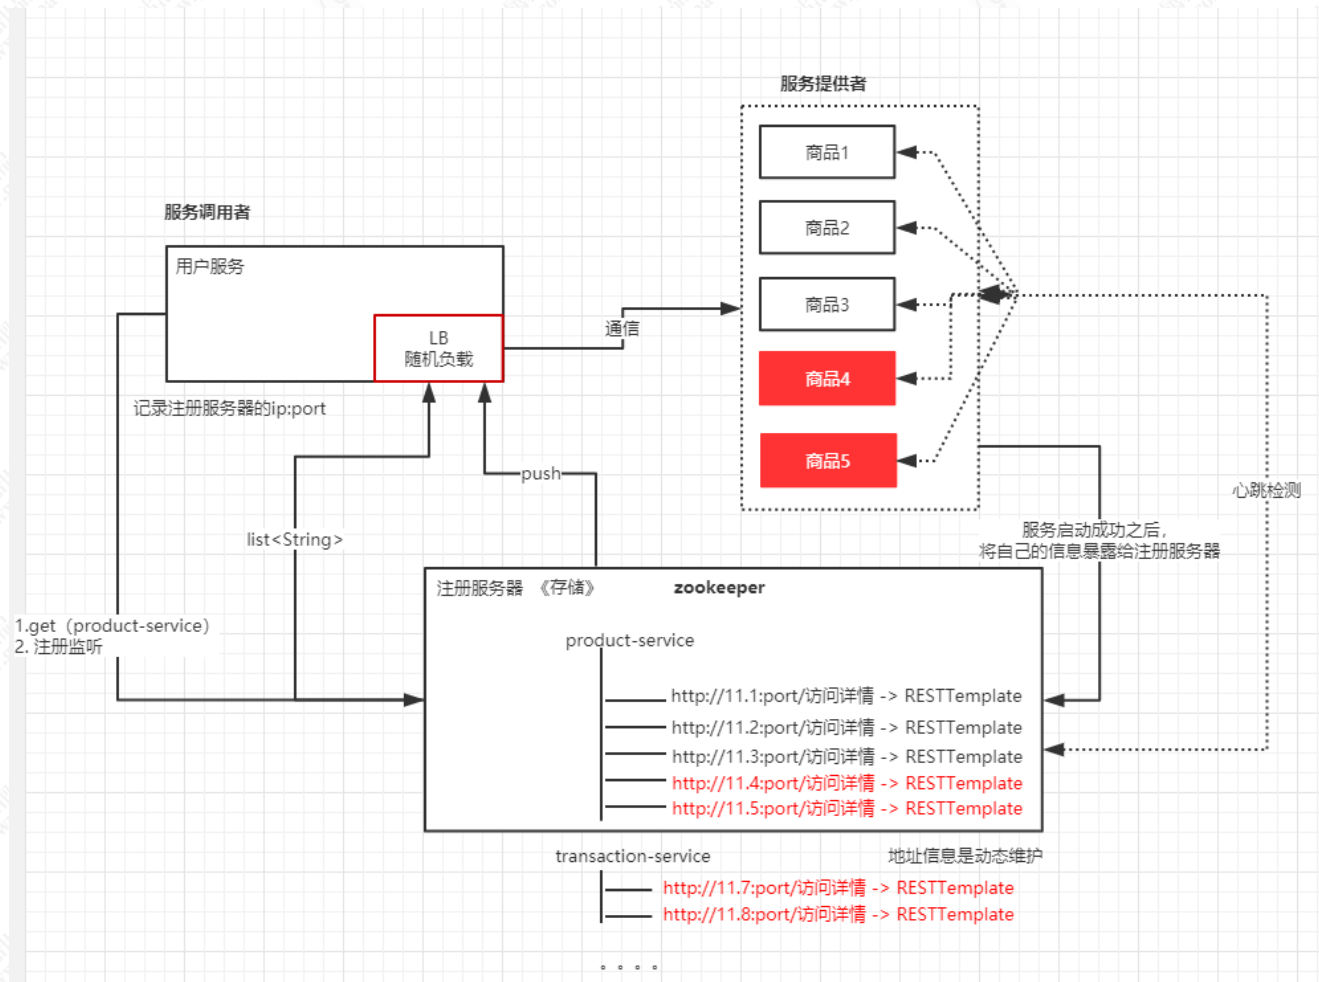 服务提供者
商品1
商品2
商品3
商品4
商品5
服务调用者
用户服务
LB
随机负载
通信
记录注册服务器的ip:port
push
list<String>
心跳检测
服务启动成功之后，
将自己的信息暴露给注册服务器
1.get（product-service）
2. 注册监听
注册服务器 《存储》 zookeeper
product-service
http://11.1:port/访问详情 -> RESTTemplate
http://11.2:port/访问详情 -> RESTTemplate
http://11.3:port/访问详情 -> RESTTemplate
http://11.4:port/访问详情 -> RESTTemplate
http://11.5:port/访问详情 -> RESTTemplate
transaction-service 地址信息是动态维护
http://11.7:port/访问详情 -> RESTTemplate
http://11.8:port/访问详情 -> RESTTemplate
。。。。